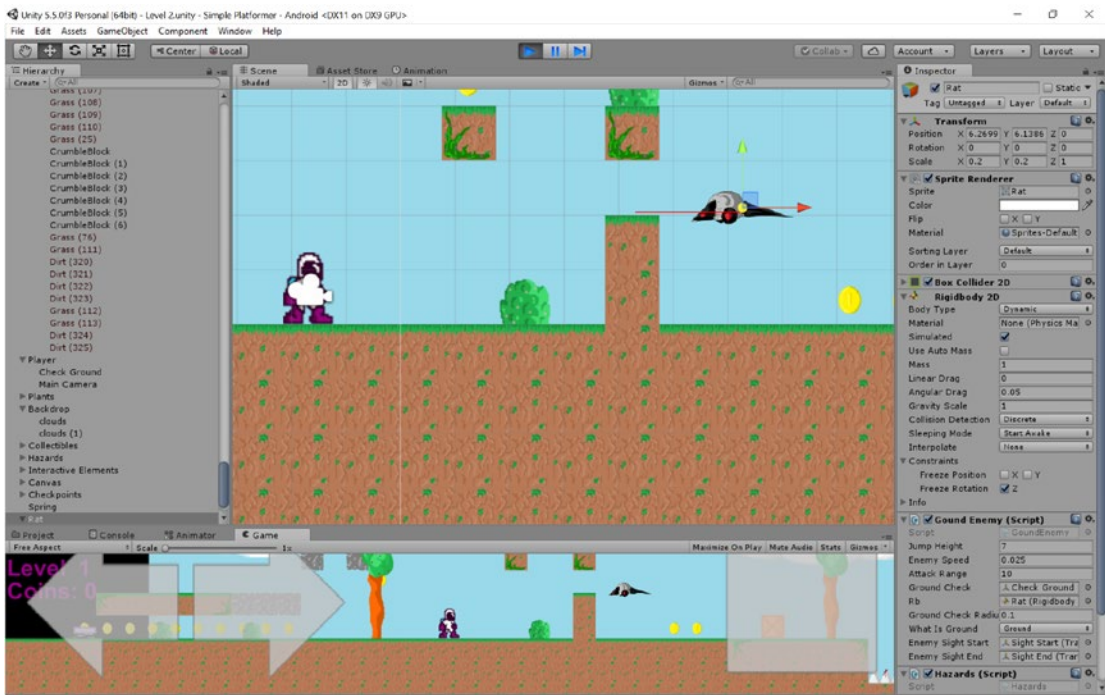 Unity 5.5.0f3 Personal (64bit) - Level 2.unity - Simple Platformer - Android <DX11 on DX9 GPU>
File Edit Assets GameObject Component Window Help
Center Local
Collab Account Layers Layout
Hierarchy
Create All
Grass (107)
Grass (108)
Grass (109)
Grass (110)
Grass (25)
CrumbleBlock
CrumbleBlock (1)
CrumbleBlock (2)
CrumbleBlock (3)
CrumbleBlock (4)
CrumbleBlock (5)
CrumbleBlock (6)
Grass (76)
Grass (111)
Dirt (320)
Dirt (321)
Dirt (322)
Dirt (323)
Grass (112)
Grass (113)
Dirt (324)
Dirt (325)
Player
Check Ground
Main Camera
Plants
Backdrop
clouds
clouds (1)
Collectibles
Hazards
Interactive Elements
Canvas
Checkpoints
Spring
Rat
Scene Asset Store Animation
Shaded 2D Gizmos All
Project Console Animator Game
Free Aspect Scale 1x Maximize On Play Mute Audio Stats Gizmos
Level: 1
Coins: 0
Inspector
Rat Static
Tag Untagged Layer Default
Transform
Position X 6.2699 Y 6.1386 Z 0
Rotation X 0 Y 0 Z 0
Scale X 0.2 Y 0.2 Z 1
Sprite Renderer
Sprite Rat
Color
Flip X Y
Material Sprites-Default
Sorting Layer Default
Order in Layer 0
Box Collider 2D
Rigidbody 2D
Body Type Dynamic
Material None (Physics Ma
Simulated
Use Auto Mass
Mass 1
Linear Drag 0
Angular Drag 0.05
Gravity Scale 1
Collision Detection Discrete
Sleeping Mode Start Awake
Interpolate None
Constraints
Freeze Position X Y
Freeze Rotation Z
Info
Gound Enemy (Script)
Script GoundEnemy
Jump Height 7
Enemy Speed 0.025
Attack Range 10
Ground Check Check Ground
Rb Rat (Rigidbody
Ground Check Radiu 0.1
What Is Ground Ground
Enemy Sight Start Sight Start (Tra
Enemy Sight End Sight End (Tran
Hazards (Script)
Script Hazards